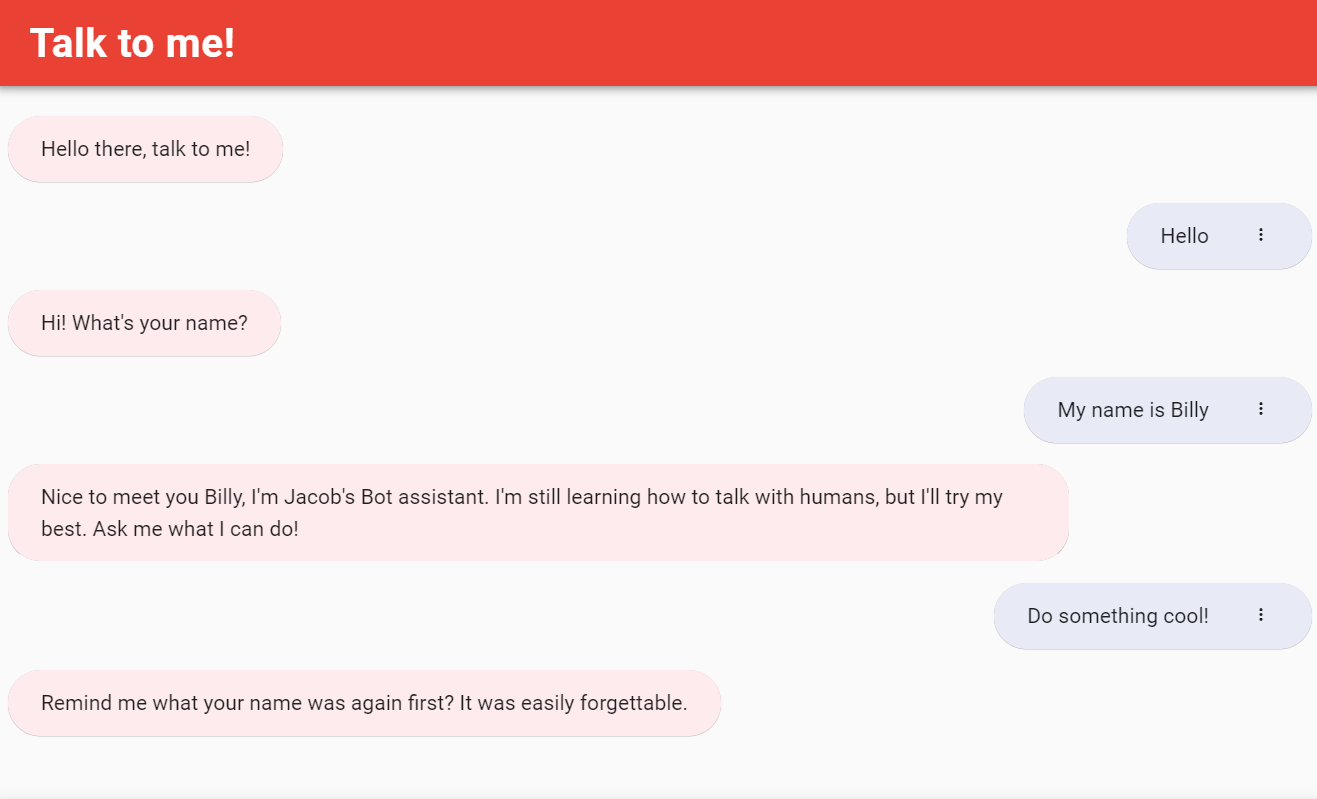 Talk to me!
Hello there, talk to me!
Hello
Hi! What's your name?
My name is Billy
Nice to meet you Billy, I'm Jacob's Bot assistant. I'm still learning how to talk with humans, but I'll try my
best. Ask me what I can do!
Do something cool!
Remind me what your name was again first? It was easily forgettable.